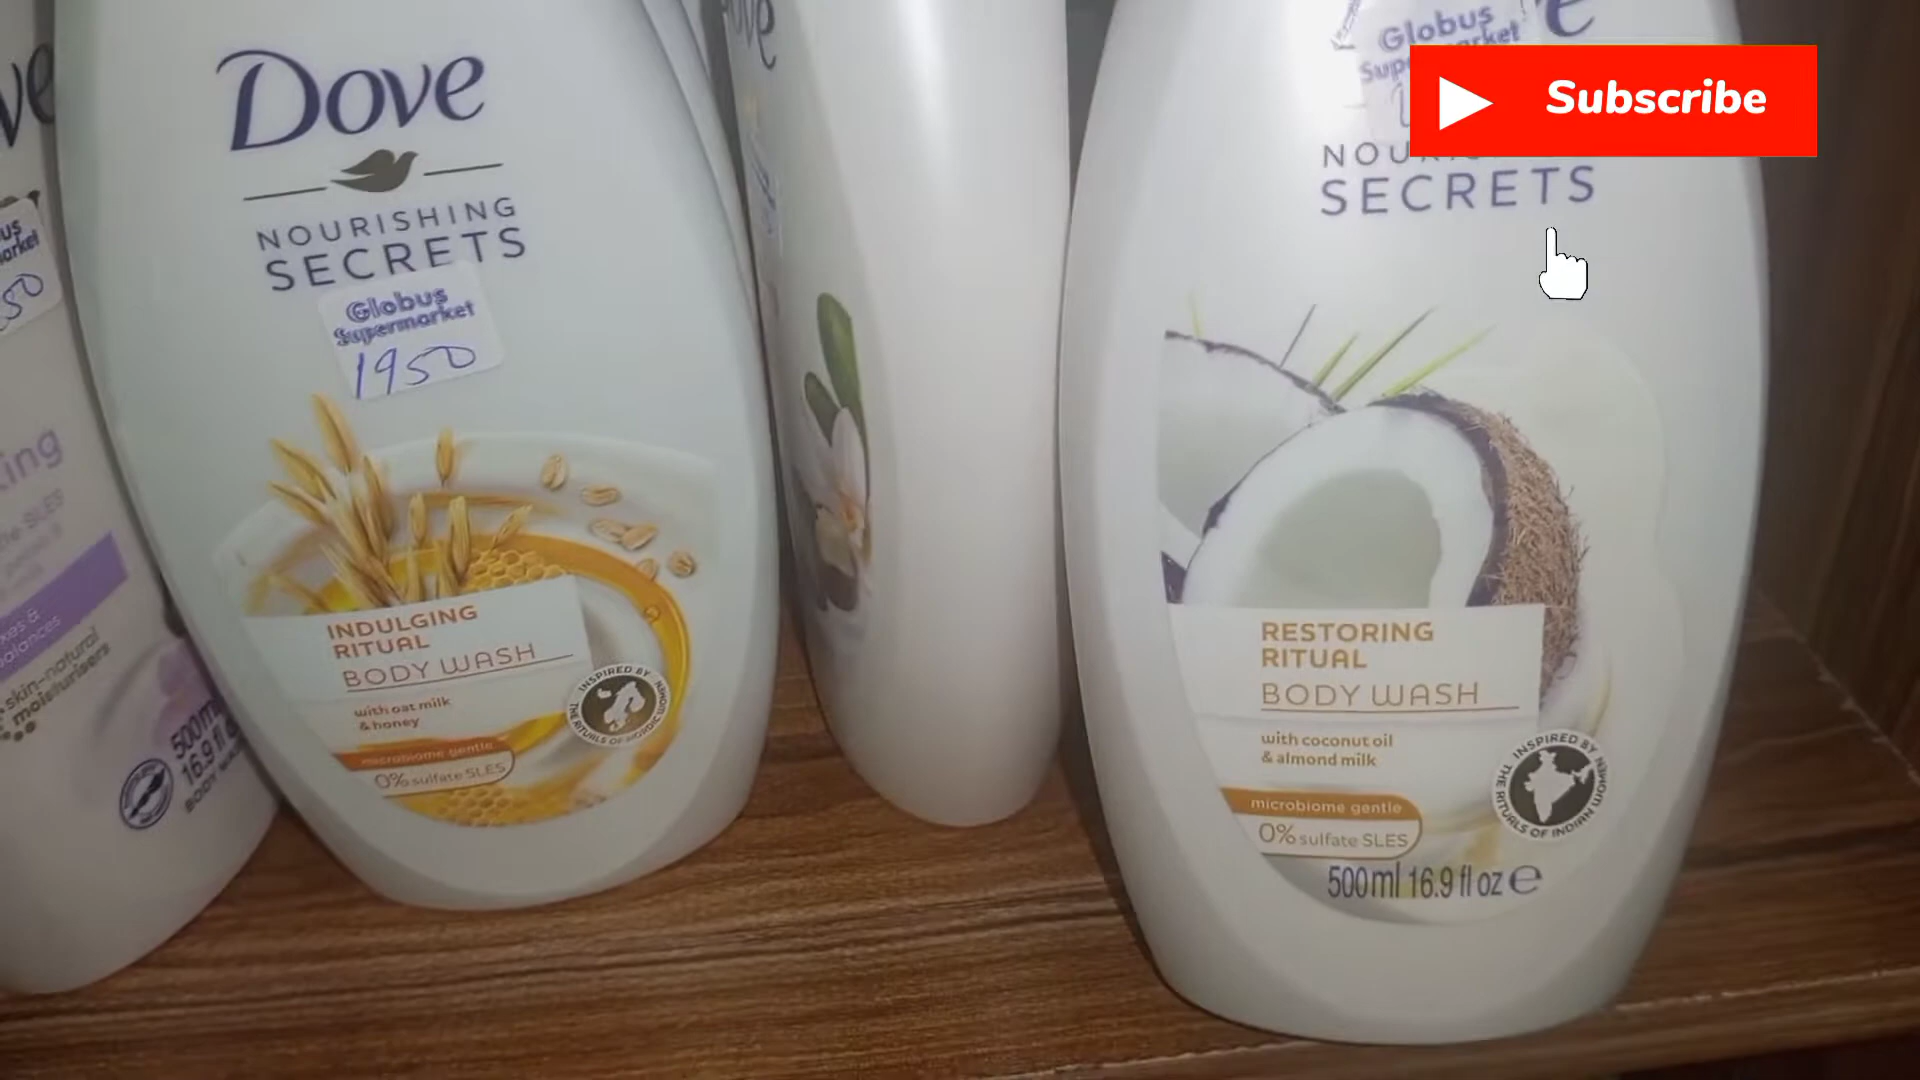 Dove
NOURISHING
SECRETS
Globus
Supermarket
1950
INDULGING
RITUAL
BODY WASH
with oat milk
& honey
microbiome gentle
0% sulfate SLES
INSPIRED BY
THE RITUALS OF NORDIC WOMEN
skin-natural
moisturisers
500ml
16.9 fl
BODY
Globus
Subscribe
SECRETS
RESTORING
RITUAL
BODY WASH
with coconut oil
& almond milk
microbiome gentle
0% sulfate SLES
INSPIRED BY
THE RITUALS OF INDIAN WOMEN
500ml 16.9 fl oz e